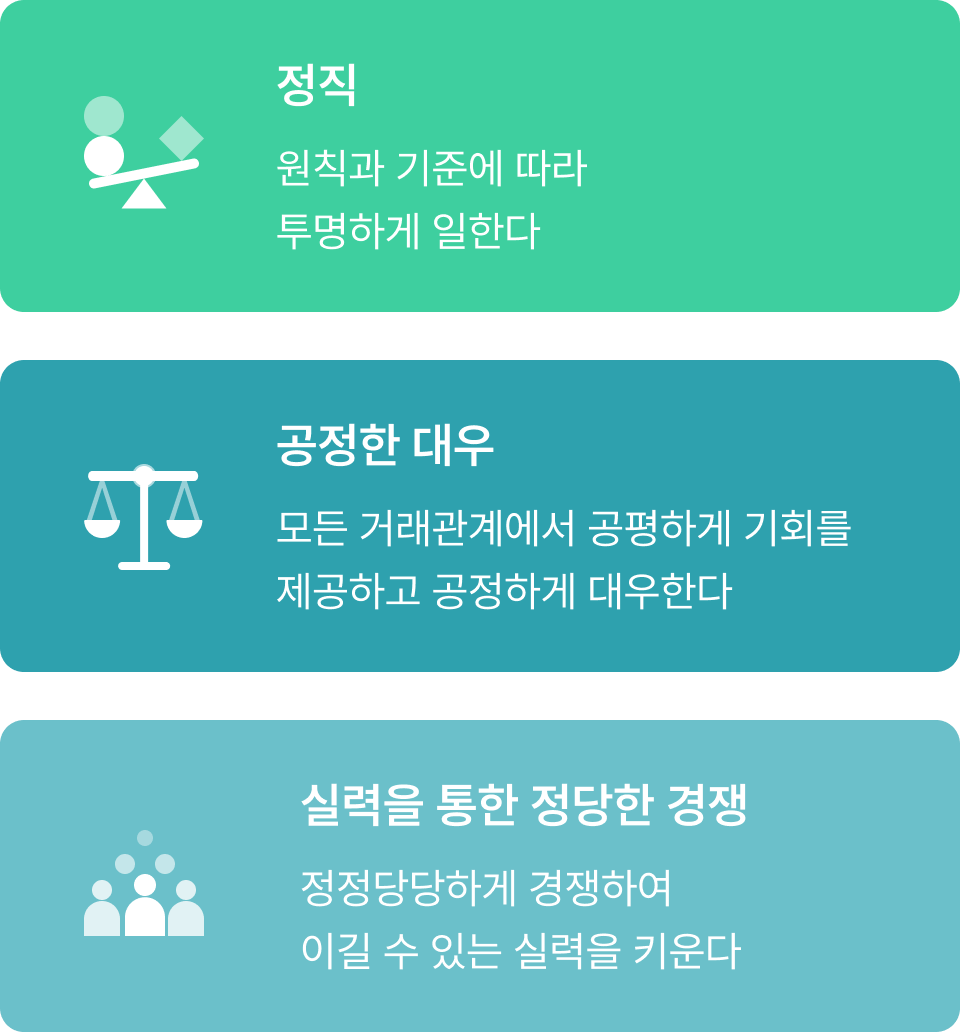 정직
원칙과 기준에 따라
투명하게 일한다
공정한 대우
모든 거래관계에서 공평하게 기회를
제공하고 공정하게 대우한다
실력을 통한 정당한 경쟁
정정당당하게 경쟁하여
이길 수 있는 실력을 키운다